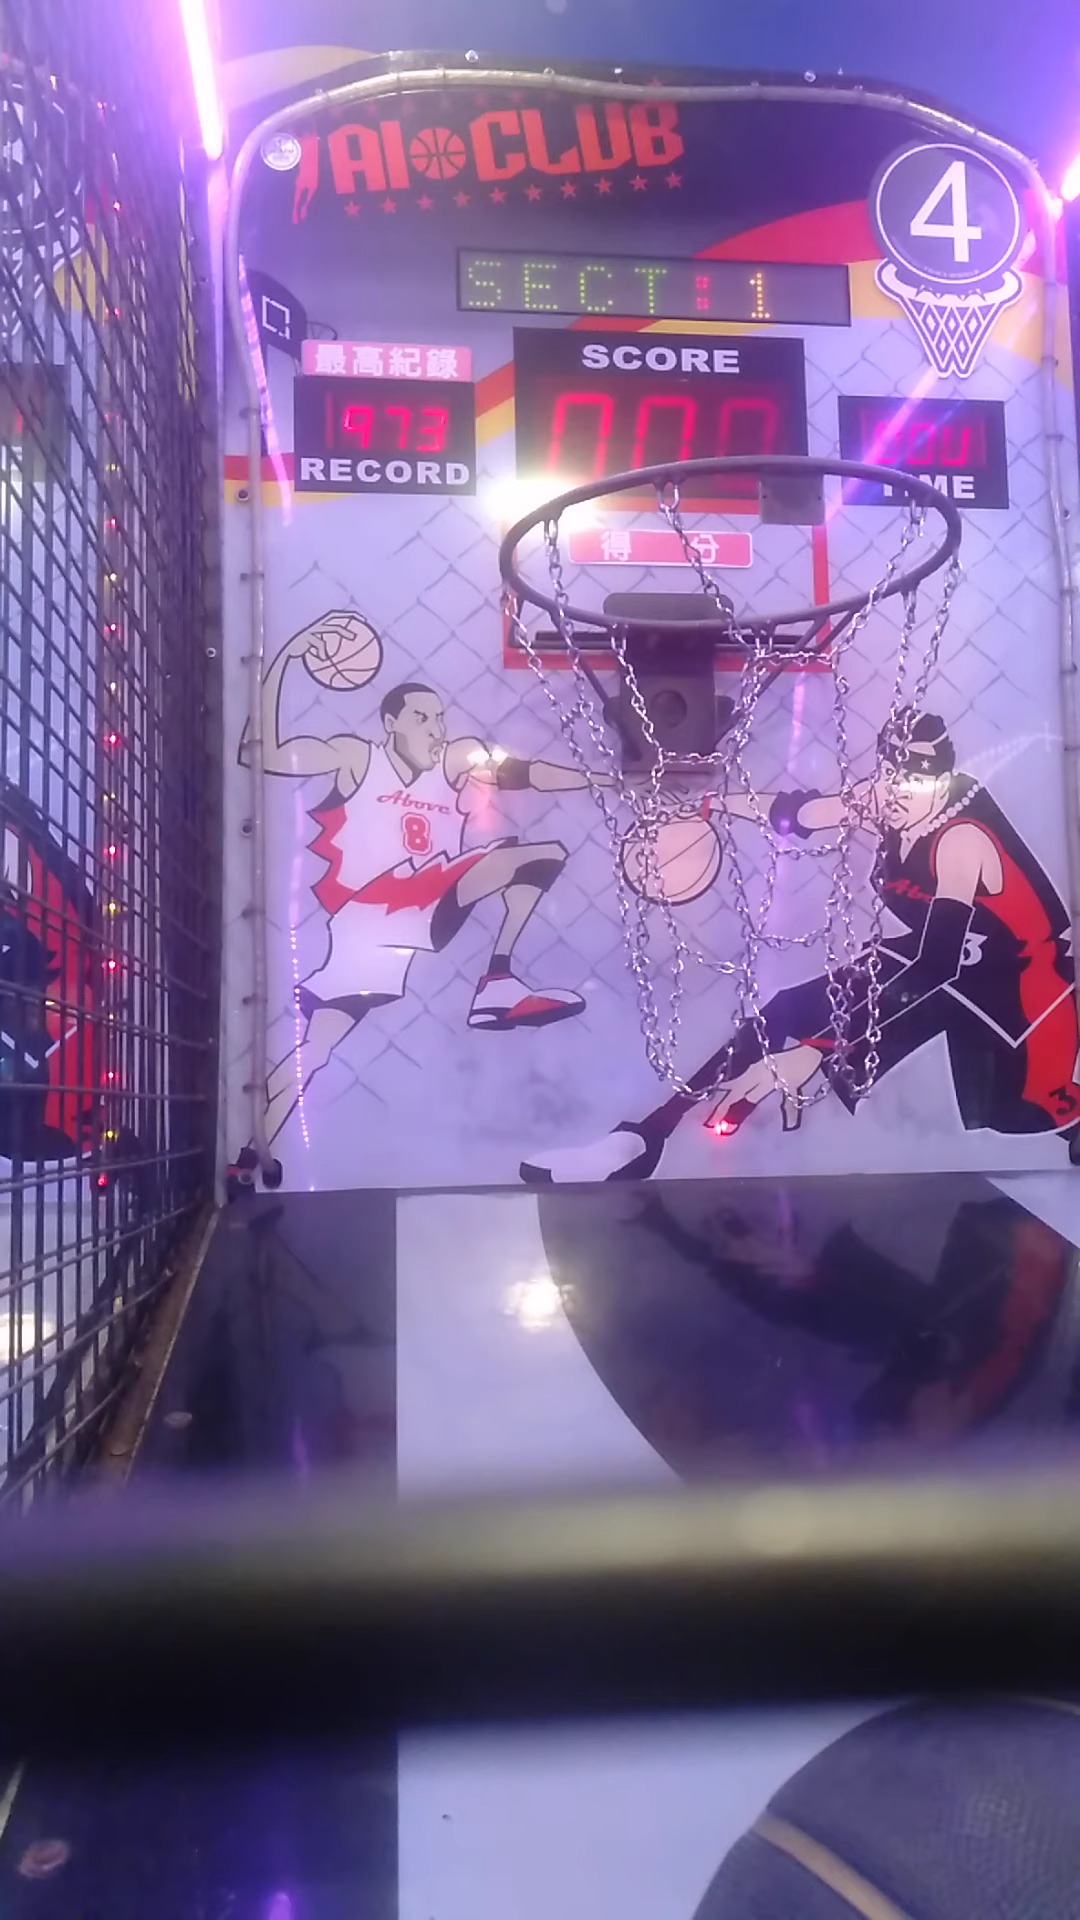 AI CLUB
4
SECT: 1
最高紀錄
973
RECORD
SCORE
000
TIME
得 分
Above
8
3
3